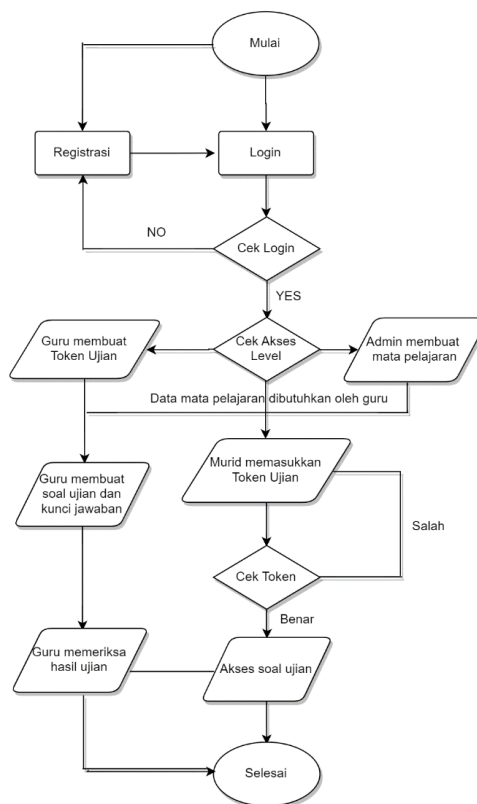 Mulai
Registrasi
Login
NO
Cek Login
YES
Guru membuat
Token Ujian
Cek Akses
Level
Admin membuat
mata pelajaran
Data mata pelajaran dibutuhkan oleh guru
Guru membuat
soal ujian dan
kunci jawaban
Murid memasukkan
Token Ujian
Salah
Cek Token
Benar
Guru memeriksa
hasil ujian
Akses soal ujian
Selesai